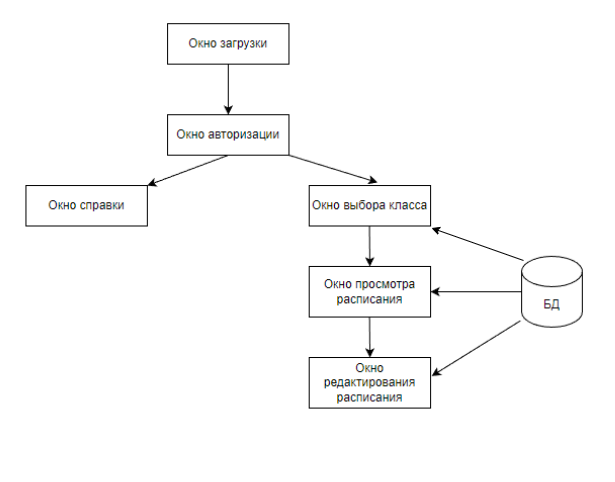 Окно загрузки
Окно авторизации
Окно справки
Окно выбора класса
Окно просмотра
расписания
БД
Окно
редактирования
расписания